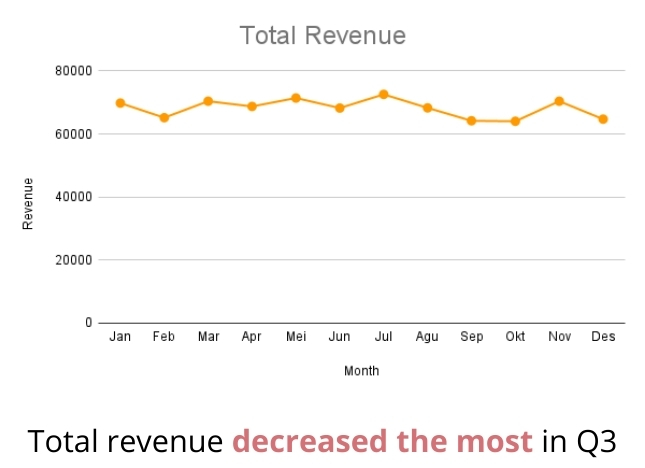 Total Revenue
80000
60000
40000
20000
0
Revenue
Jan Feb Mar Apr Mei Jun Jul Agu Sep Okt Nov Des
Month
Total revenue decreased the most in Q3